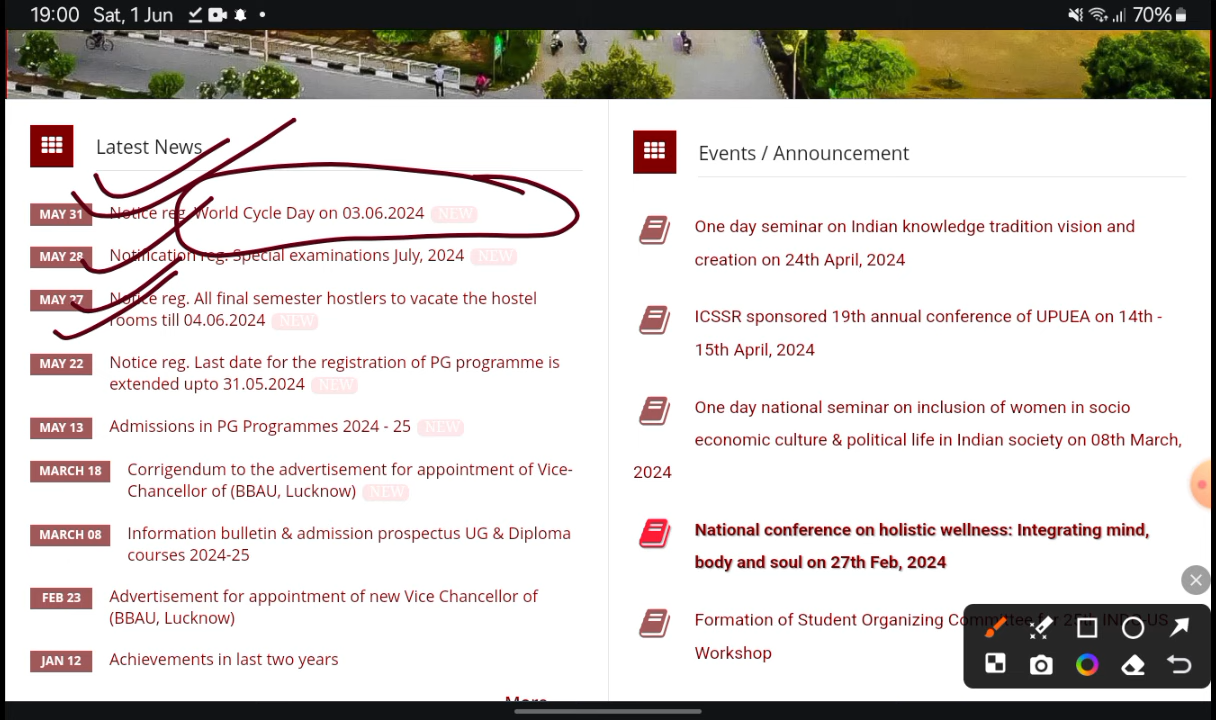 19:00 Sat, 1 Jun
70%
Latest News
MAY 31 Notice reg. World Cycle Day on 03.06.2024 NEW
MAY 28 Notification reg. Special examinations July, 2024 NEW
MAY 27 Notice reg. All final semester hostlers to vacate the hostel
rooms till 04.06.2024 NEW
MAY 22 Notice reg. Last date for the registration of PG programme is
extended upto 31.05.2024 NEW
MAY 13 Admissions in PG Programmes 2024 - 25 NEW
MARCH 18 Corrigendum to the advertisement for appointment of Vice-
Chancellor of (BBAU, Lucknow) NEW
MARCH 08 Information bulletin & admission prospectus UG & Diploma
courses 2024-25
FEB 23 Advertisement for appointment of new Vice Chancellor of
(BBAU, Lucknow)
JAN 12 Achievements in last two years
More
Events / Announcement
One day seminar on Indian knowledge tradition vision and
creation on 24th April, 2024
ICSSR sponsored 19th annual conference of UPUEA on 14th -
15th April, 2024
One day national seminar on inclusion of women in socio
economic culture & political life in Indian society on 08th March,
2024
National conference on holistic wellness: Integrating mind,
body and soul on 27th Feb, 2024
Formation of Student Organizing Committee for 25th INDO-US
Workshop